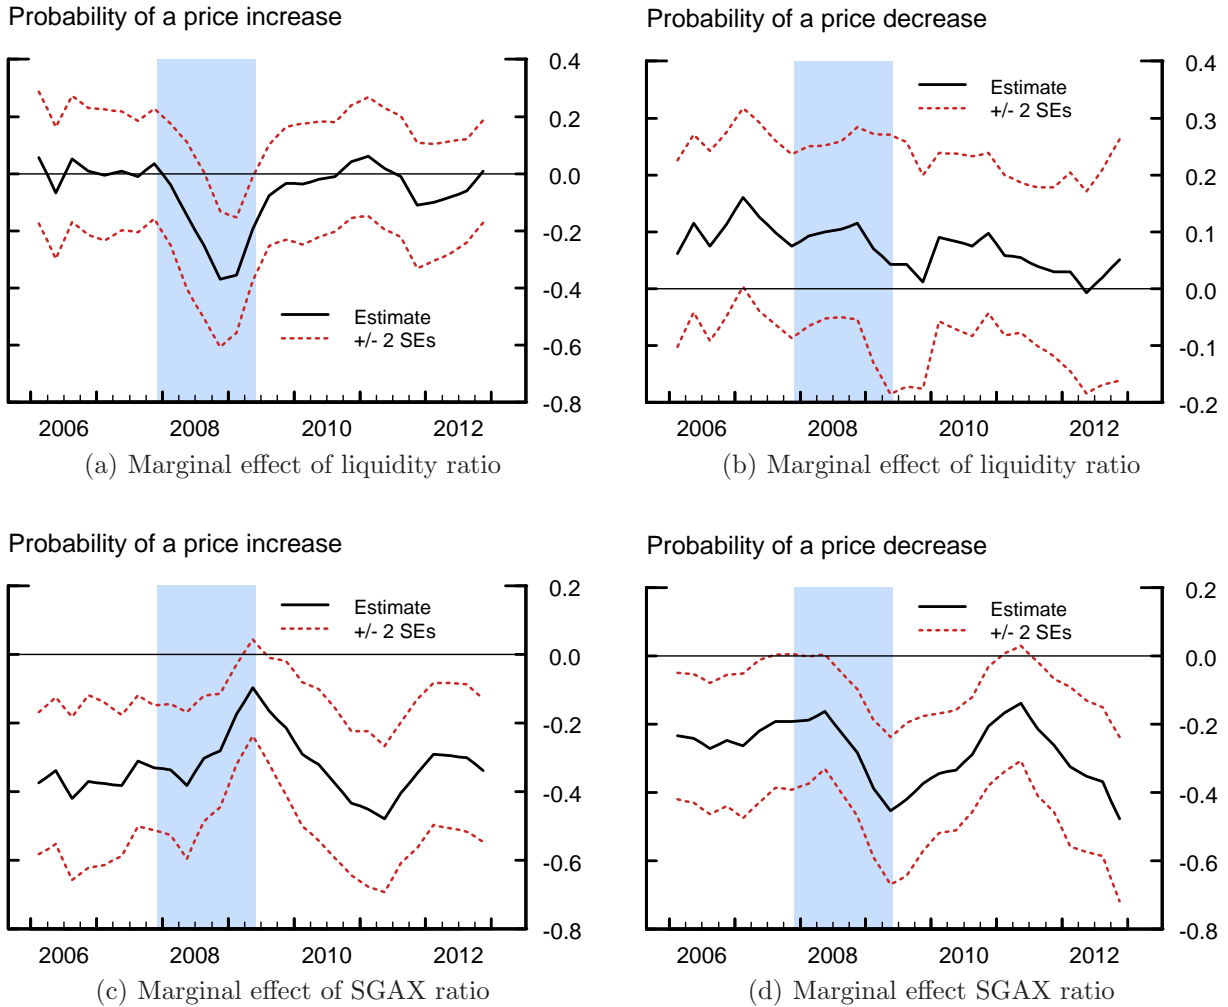 Probability of a price increase
0.4
0.2
0.0
-0.2
-0.4
-0.6
-0.8
Estimate
+/- 2 SEs
2006 2008 2010 2012
(a) Marginal effect of liquidity ratio
Probability of a price decrease
0.4
0.3
0.2
0.1
0.0
-0.1
-0.2
Estimate
+/- 2 SEs
2006 2008 2010 2012
(b) Marginal effect of liquidity ratio
Probability of a price increase
0.2
0.0
-0.2
-0.4
-0.6
-0.8
Estimate
+/- 2 SEs
2006 2008 2010 2012
(c) Marginal effect of SGAX ratio
Probability of a price decrease
0.2
0.0
-0.2
-0.4
-0.6
-0.8
Estimate
+/- 2 SEs
2006 2008 2010 2012
(d) Marginal effect SGAX ratio